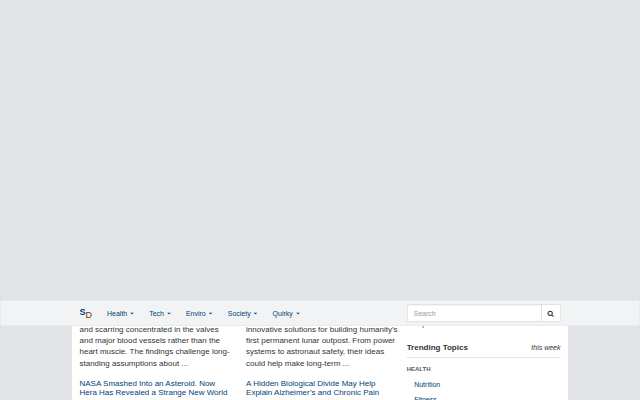 SD Health Tech Enviro Society Quirky Search
and scarring concentrated in the valves
and major blood vessels rather than the
heart muscle. The findings challenge long-
standing assumptions about ...
NASA Smashed Into an Asteroid. Now
Hera Has Revealed a Strange New World
innovative solutions for building humanity's
first permanent lunar outpost. From power
systems to astronaut safety, their ideas
could help make long-term ...
A Hidden Biological Divide May Help
Explain Alzheimer's and Chronic Pain
Trending Topics this week
HEALTH
Nutrition
Fitness